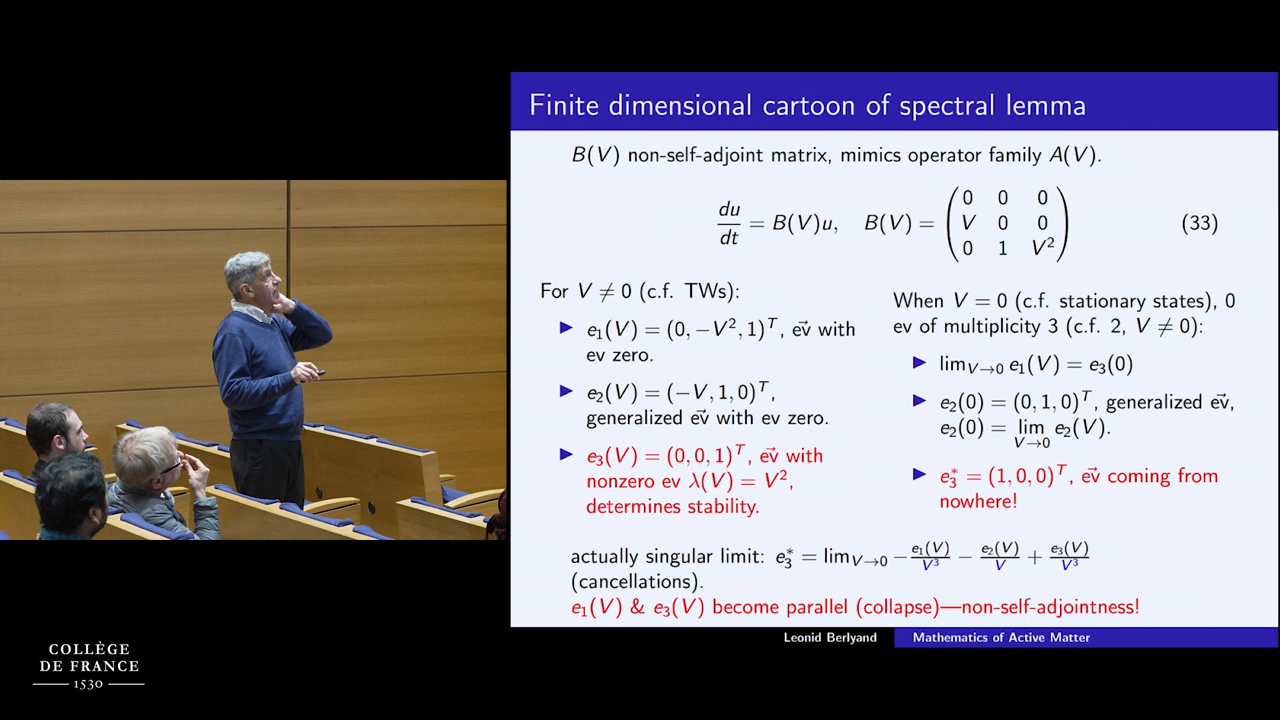 Finite dimensional cartoon of spectral lemma
B(V) non-self-adjoint matrix, mimics operator family A(V).
du/dt = B(V)u, B(V) = ( 0 0 0 ; V 0 0 ; 0 1 V² ) (33)
For V ≠ 0 (c.f. TWs):
▶ e₁(V) = (0, −V², 1)ᵀ, ev⃗ with
ev zero.
▶ e₂(V) = (−V, 1, 0)ᵀ,
generalized ev⃗ with ev zero.
▶ e₃(V) = (0, 0, 1)ᵀ, ev⃗ with
nonzero ev λ(V) = V²,
determines stability.
When V = 0 (c.f. stationary states), 0
ev of multiplicity 3 (c.f. 2, V ≠ 0):
▶ lim_{V→0} e₁(V) = e₃(0)
▶ e₂(0) = (0, 1, 0)ᵀ, generalized ev⃗,
e₂(0) = lim_{V→0} e₂(V).
▶ e₃* = (1, 0, 0)ᵀ, ev⃗ coming from
nowhere!
actually singular limit: e₃* = lim_{V→0} −e₁(V)/V³ − e₂(V)/V + e₃(V)/V³
(cancellations).
e₁(V) & e₃(V) become parallel (collapse)—non-self-adjointness!
Leonid Berlyand Mathematics of Active Matter
COLLÈGE
DE FRANCE
1530